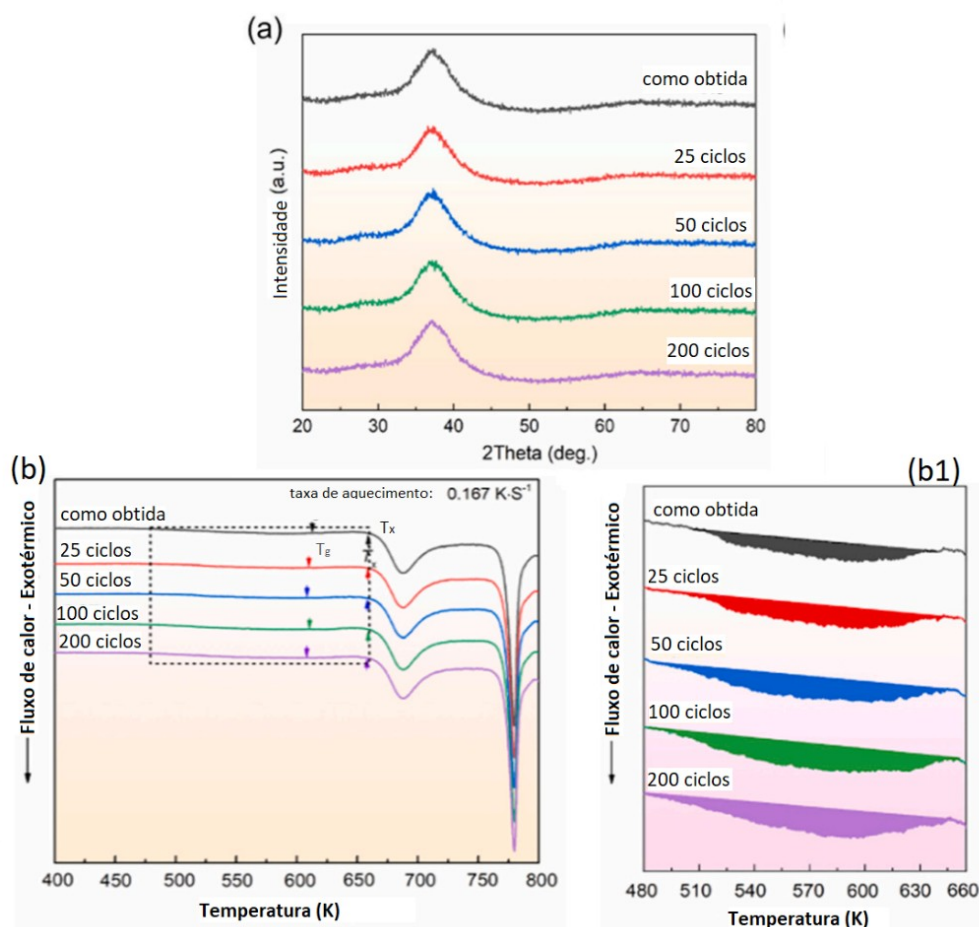 (a)
como obtida
25 ciclos
50 ciclos
100 ciclos
200 ciclos
Intensidade (a.u.)
20 30 40 50 60 70 80
2Theta (deg.)
(b)
taxa de aquecimento: 0.167 K·S⁻¹
como obtida
25 ciclos
50 ciclos
100 ciclos
200 ciclos
Tx
Tg
Fluxo de calor - Exotérmico
400 450 500 550 600 650 700 750 800
Temperatura (K)
(b1)
como obtida
25 ciclos
50 ciclos
100 ciclos
200 ciclos
Fluxo de calor - Exotérmico
480 510 540 570 600 630 660
Temperatura (K)